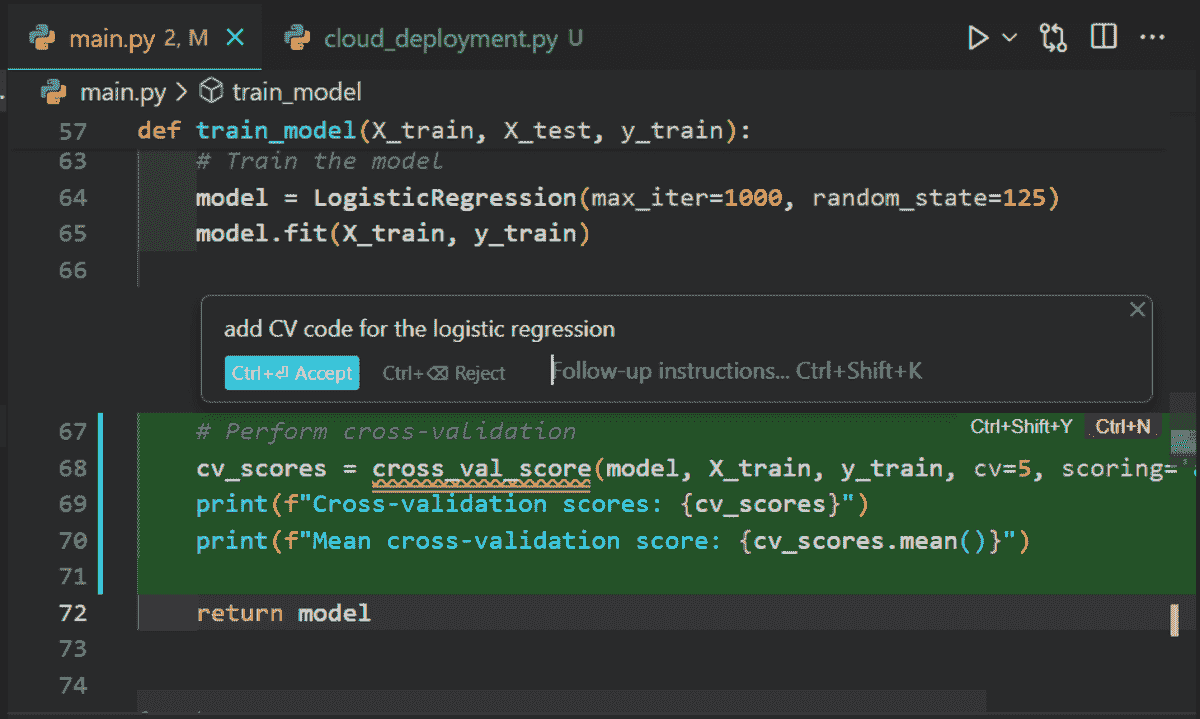 main.py 2, M cloud_deployment.py U
main.py > train_model
57 def train_model(X_train, X_test, y_train):
63 # Train the model
64 model = LogisticRegression(max_iter=1000, random_state=125)
65 model.fit(X_train, y_train)
66
add CV code for the logistic regression
Ctrl+⏎ Accept Ctrl+⌫ Reject Follow-up instructions... Ctrl+Shift+K
67 # Perform cross-validation Ctrl+Shift+Y Ctrl+N
68 cv_scores = cross_val_score(model, X_train, y_train, cv=5, scoring='
69 print(f"Cross-validation scores: {cv_scores}")
70 print(f"Mean cross-validation score: {cv_scores.mean()}")
71
72 return model
73
74